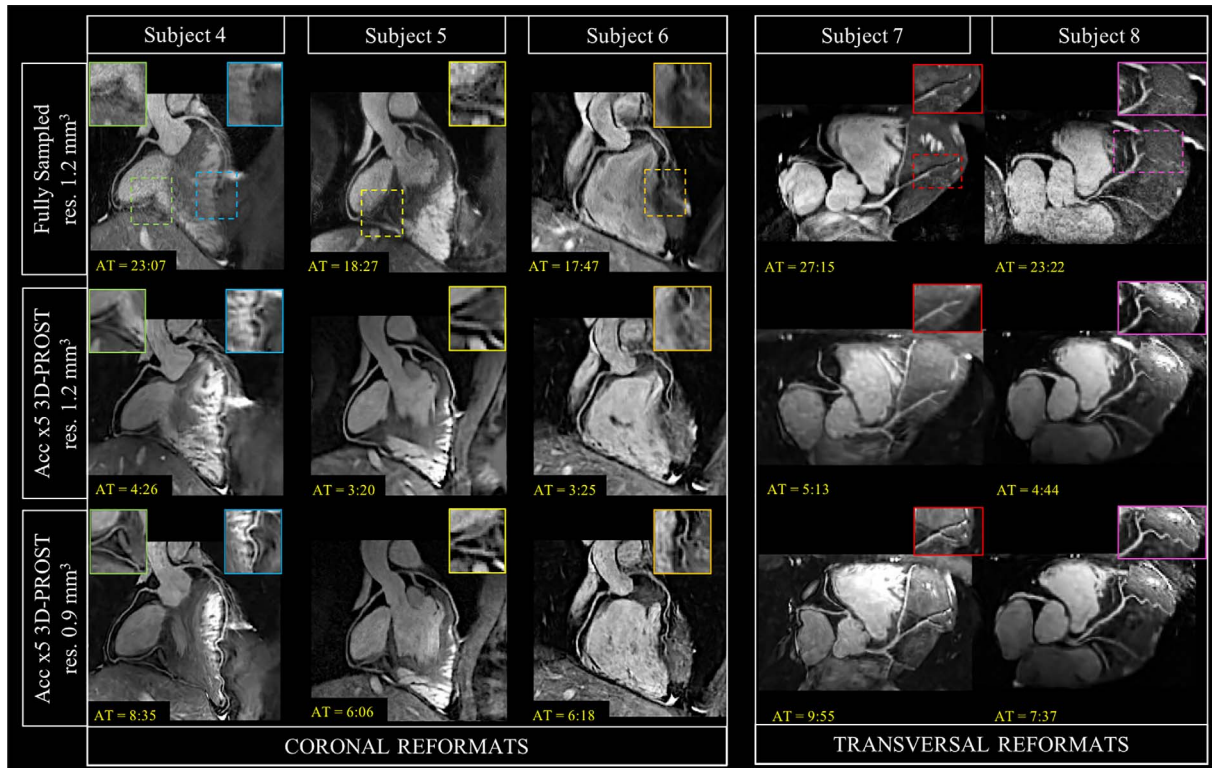 Subject 4
Subject 5
Subject 6
Subject 7
Subject 8
Fully Sampled
res. 1.2 mm³
AT = 23:07
AT = 18:27
AT = 17:47
AT = 27:15
AT = 23:22
Acc x5 3D-PROST
res. 1.2 mm³
AT = 4:26
AT = 3:20
AT = 3:25
AT = 5:13
AT = 4:44
Acc x5 3D-PROST
res. 0.9 mm³
AT = 8:35
AT = 6:06
AT = 6:18
AT = 9:55
AT = 7:37
CORONAL REFORMATS
TRANSVERSAL REFORMATS